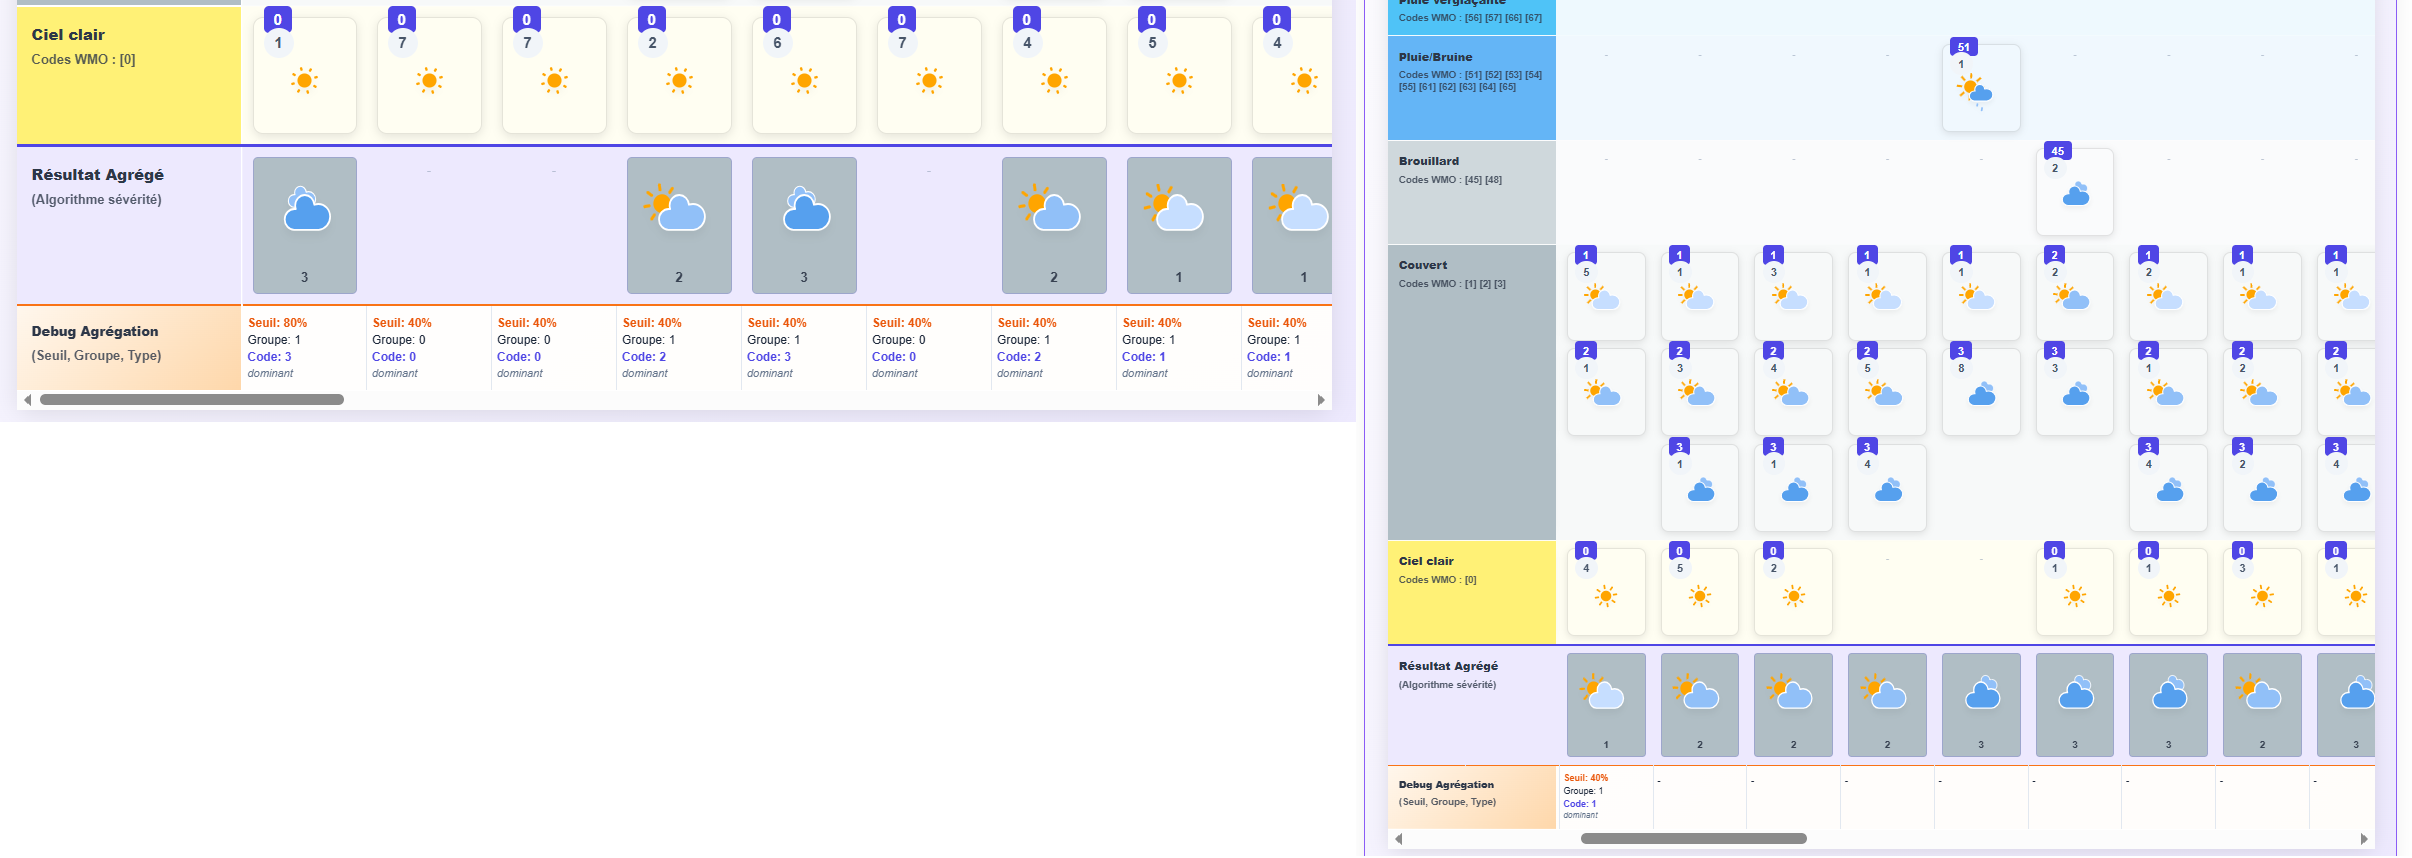 Ciel clair
Codes WMO : [0]
0 0 0 0 0 0 0 0 0
1 7 7 2 6 7 4 5 4
Résultat Agrégé
(Algorithme sévérité)
- - -
3 2 3 2 1 1
Debug Agrégation
(Seuil, Groupe, Type)
Seuil: 80% Seuil: 40% Seuil: 40% Seuil: 40% Seuil: 40% Seuil: 40% Seuil: 40% Seuil: 40% Seuil: 40%
Groupe: 1 Groupe: 0 Groupe: 0 Groupe: 1 Groupe: 1 Groupe: 0 Groupe: 1 Groupe: 1 Groupe: 1
Code: 3 Code: 0 Code: 0 Code: 2 Code: 3 Code: 0 Code: 2 Code: 1 Code: 1
dominant dominant dominant dominant dominant dominant dominant dominant dominant
Pluie verglaçante
Codes WMO : [56] [57] [66] [67]
Pluie/Bruine
Codes WMO : [51] [52] [53] [54]
[55] [61] [62] [63] [64] [65]
- - - - 51 - - - -
1
Brouillard
Codes WMO : [45] [48]
- - - - - 45 - - -
2
Couvert
Codes WMO : [1] [2] [3]
1 1 1 1 1 2 1 1 1
5 1 3 1 1 2 2 1 1
2 2 2 2 3 3 2 2 2
1 3 4 5 8 3 1 2 1
3 3 3 3 3 3
1 1 4 4 2 4
Ciel clair
Codes WMO : [0]
0 0 0 - - 0 0 0 0
4 5 2 1 1 3 1
Résultat Agrégé
(Algorithme sévérité)
1 2 2 2 3 3 3 2 3
Debug Agrégation
(Seuil, Groupe, Type)
Seuil: 40% - - - - - - - -
Groupe: 1
Code: 1
dominant